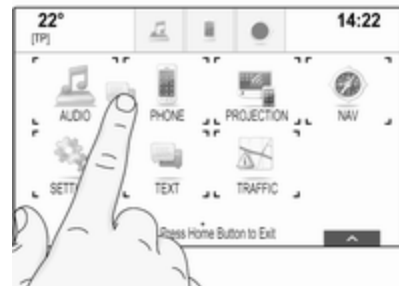 22°
14:22
[TP]
AUDIO PHONE PROJECTION NAV
TEXT TRAFFIC
Press Home Button to Exit